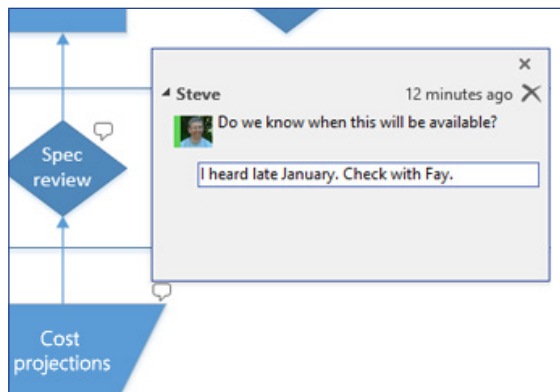 Steve 12 minutes ago
Do we know when this will be available?
I heard late January. Check with Fay.
Spec
review
Cost
projections